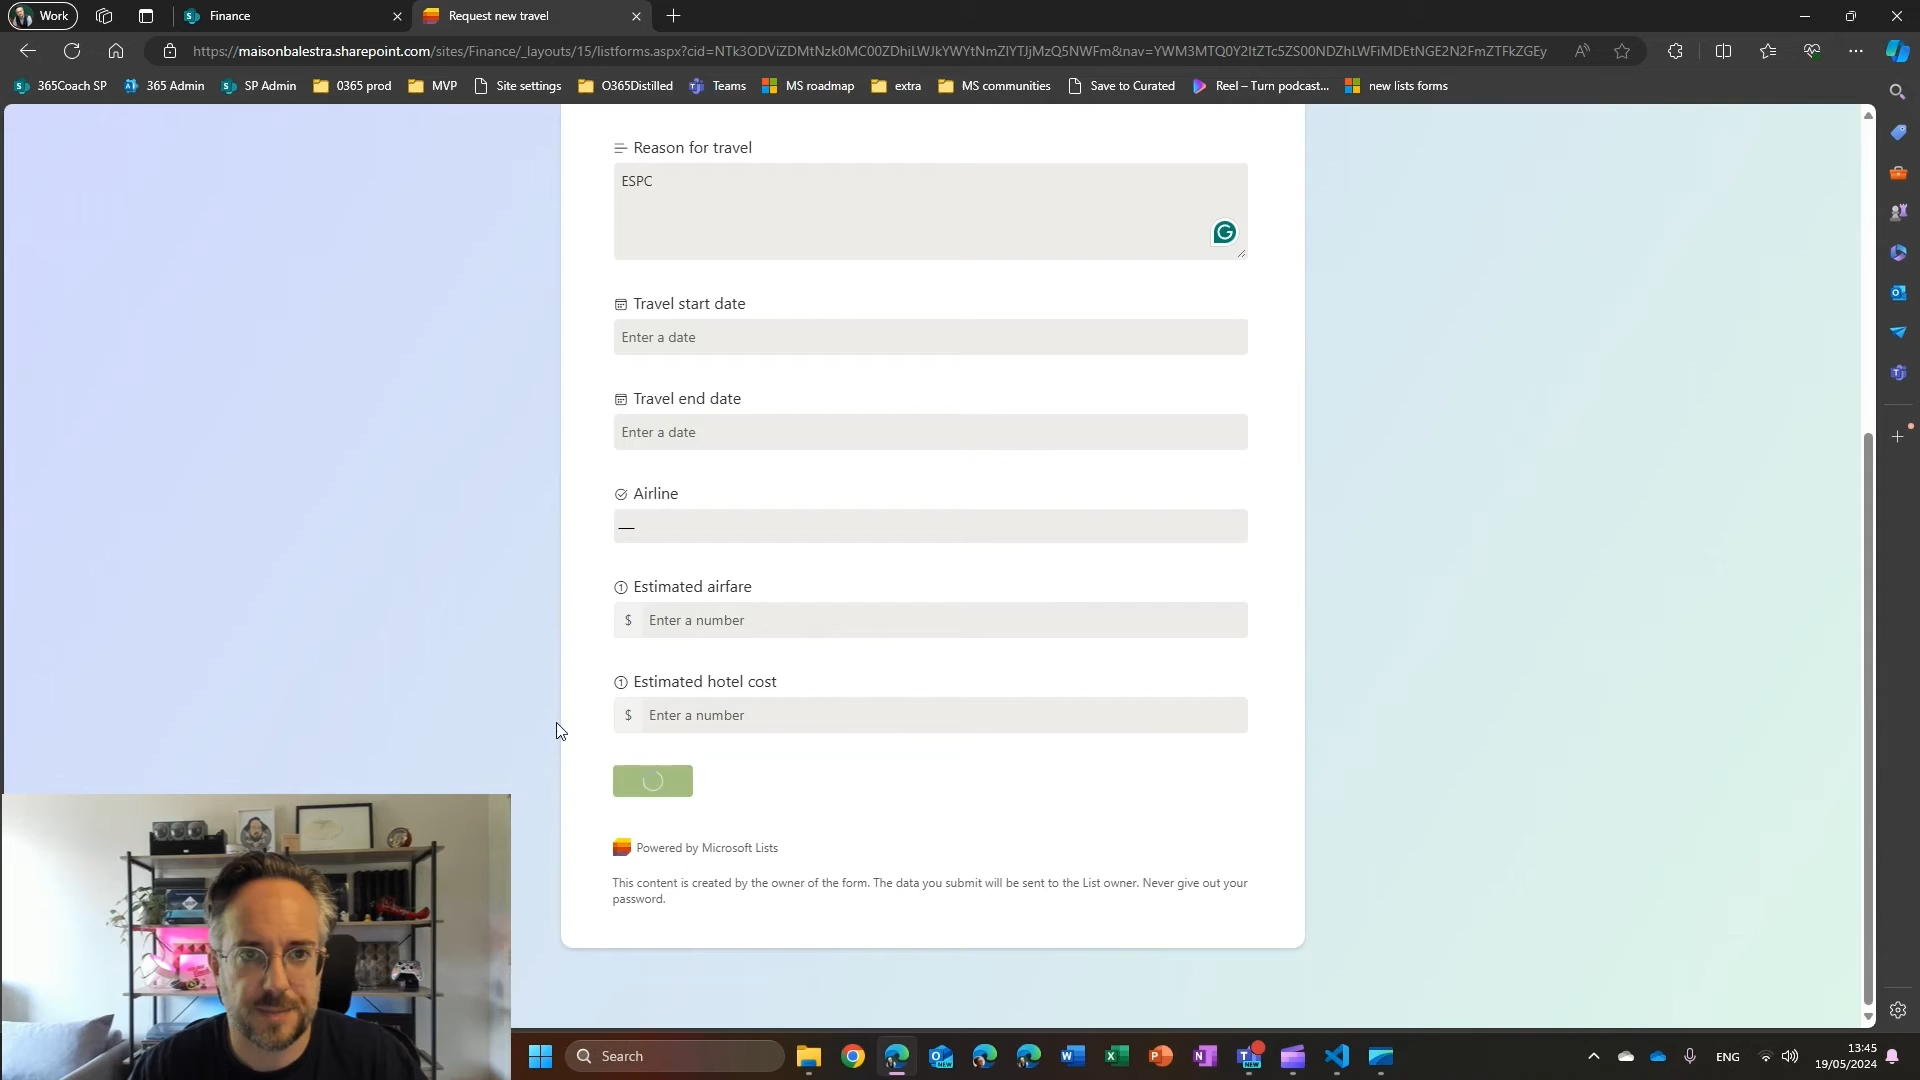 Work
Finance
Request new travel
https://maisonbalestra.sharepoint.com/sites/Finance/_layouts/15/listforms.aspx?cid=NTk3ODViZDMtNzk0MC00ZDhiLWJkYWYtNmZlYTJjMzQ5NWFm&nav=YWM3MTQ0Y2ItZTc5ZS00NDZhLWFiMDEtNGE2N2FmZTFkZGEy
365Coach SP
365 Admin
SP Admin
0365 prod
MVP
Site settings
O365Distilled
Teams
MS roadmap
extra
MS communities
Save to Curated
Reel – Turn podcast...
new lists forms
Reason for travel
ESPC
Travel start date
Enter a date
Travel end date
Enter a date
Airline
—
Estimated airfare
$ Enter a number
Estimated hotel cost
$ Enter a number
Powered by Microsoft Lists
This content is created by the owner of the form. The data you submit will be sent to the List owner. Never give out your
password.
Search
ENG
13:45
19/05/2024